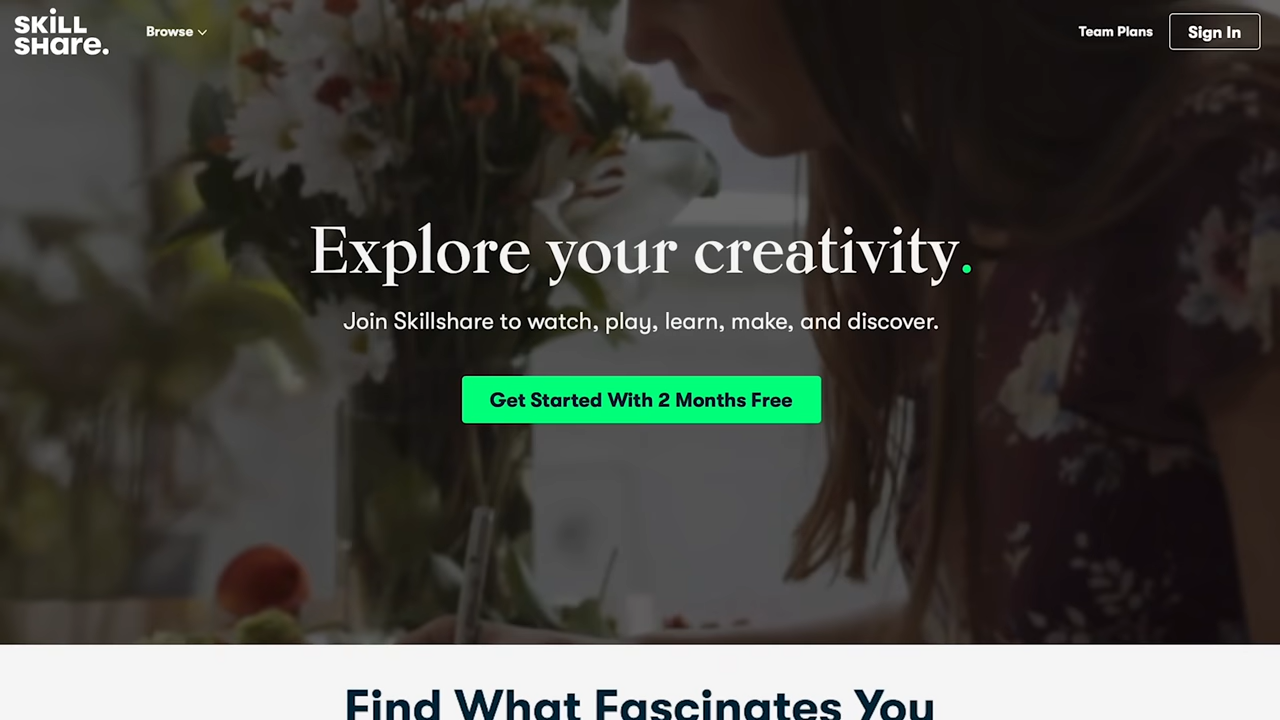 SKiLL
SHare.
Browse
Team Plans
Sign In
Explore your creativity.
Join Skillshare to watch, play, learn, make, and discover.
Get Started With 2 Months Free
Find What Fascinates You